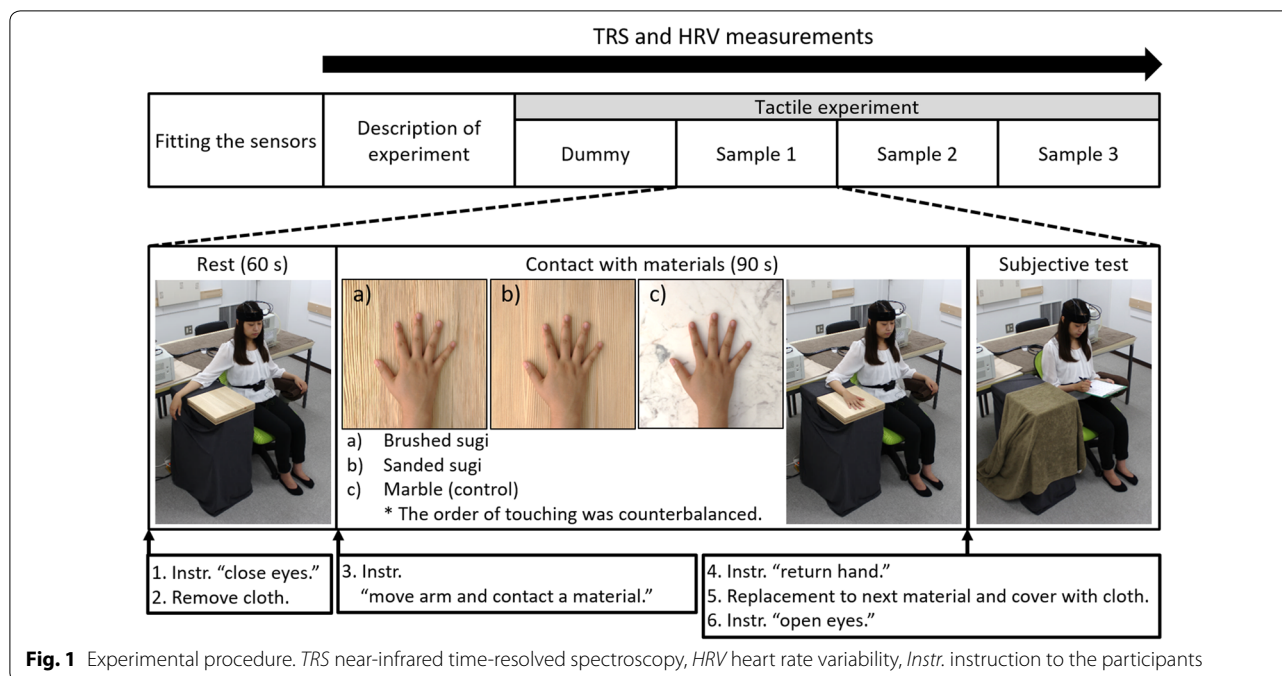 TRS and HRV measurements
Tactile experiment
Fitting the sensors
Description of
experiment
Dummy
Sample 1
Sample 2
Sample 3
Rest (60 s)
Contact with materials (90 s)
Subjective test
a)
b)
c)
a) Brushed sugi
b) Sanded sugi
c) Marble (control)
* The order of touching was counterbalanced.
1. Instr. “close eyes.”
2. Remove cloth.
3. Instr.
“move arm and contact a material.”
4. Instr. “return hand.”
5. Replacement to next material and cover with cloth.
6. Instr. “open eyes.”
Fig. 1 Experimental procedure. TRS near-infrared time-resolved spectroscopy, HRV heart rate variability, Instr. instruction to the participants